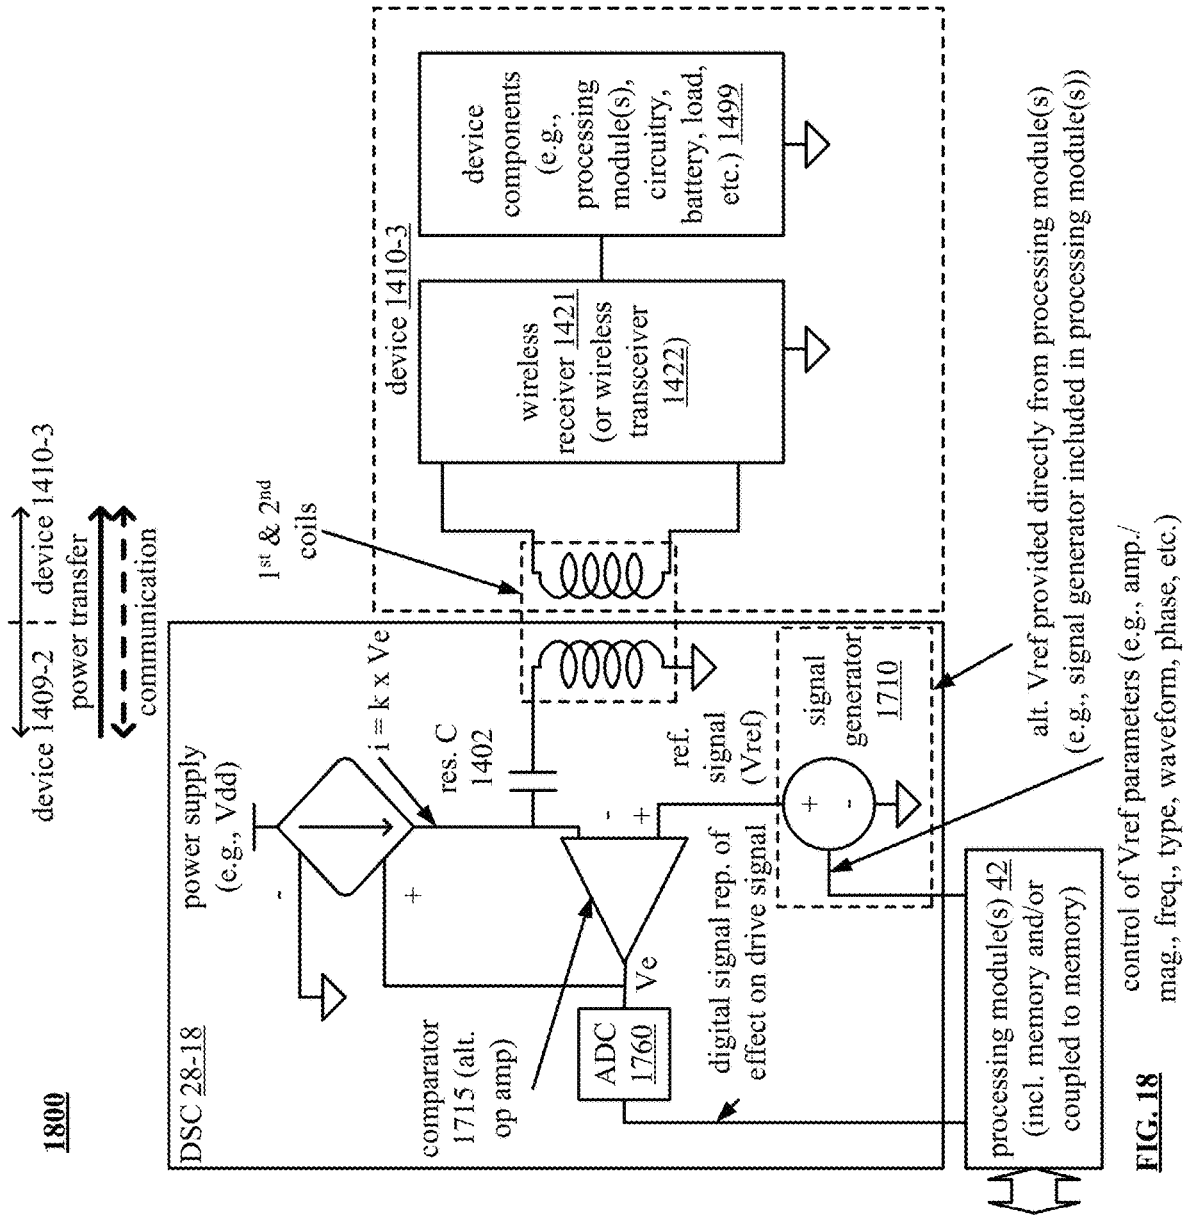 1800
device 1409-2
device 1410-3
power transfer
communication
DSC 28-18
power supply
(e.g., Vdd)
-
+
i = k x Ve
res. C
1402
1st & 2nd
coils
comparator
1715 (alt.
op amp)
-
+
Ve
ADC
1760
ref.
signal
(Vref)
signal
generator
1710
+
-
digital signal rep. of
effect on drive signal
device 1410-3
wireless
receiver 1421
(or wireless
transceiver
1422)
device
components
(e.g.,
processing
module(s),
circuitry,
battery, load,
etc.) 1499
processing module(s) 42
(incl. memory and/or
coupled to memory)
alt. Vref provided directly from processing module(s)
(e.g., signal generator included in processing module(s))
control of Vref parameters (e.g., amp./
mag., freq., type, waveform, phase, etc.)
FIG. 18